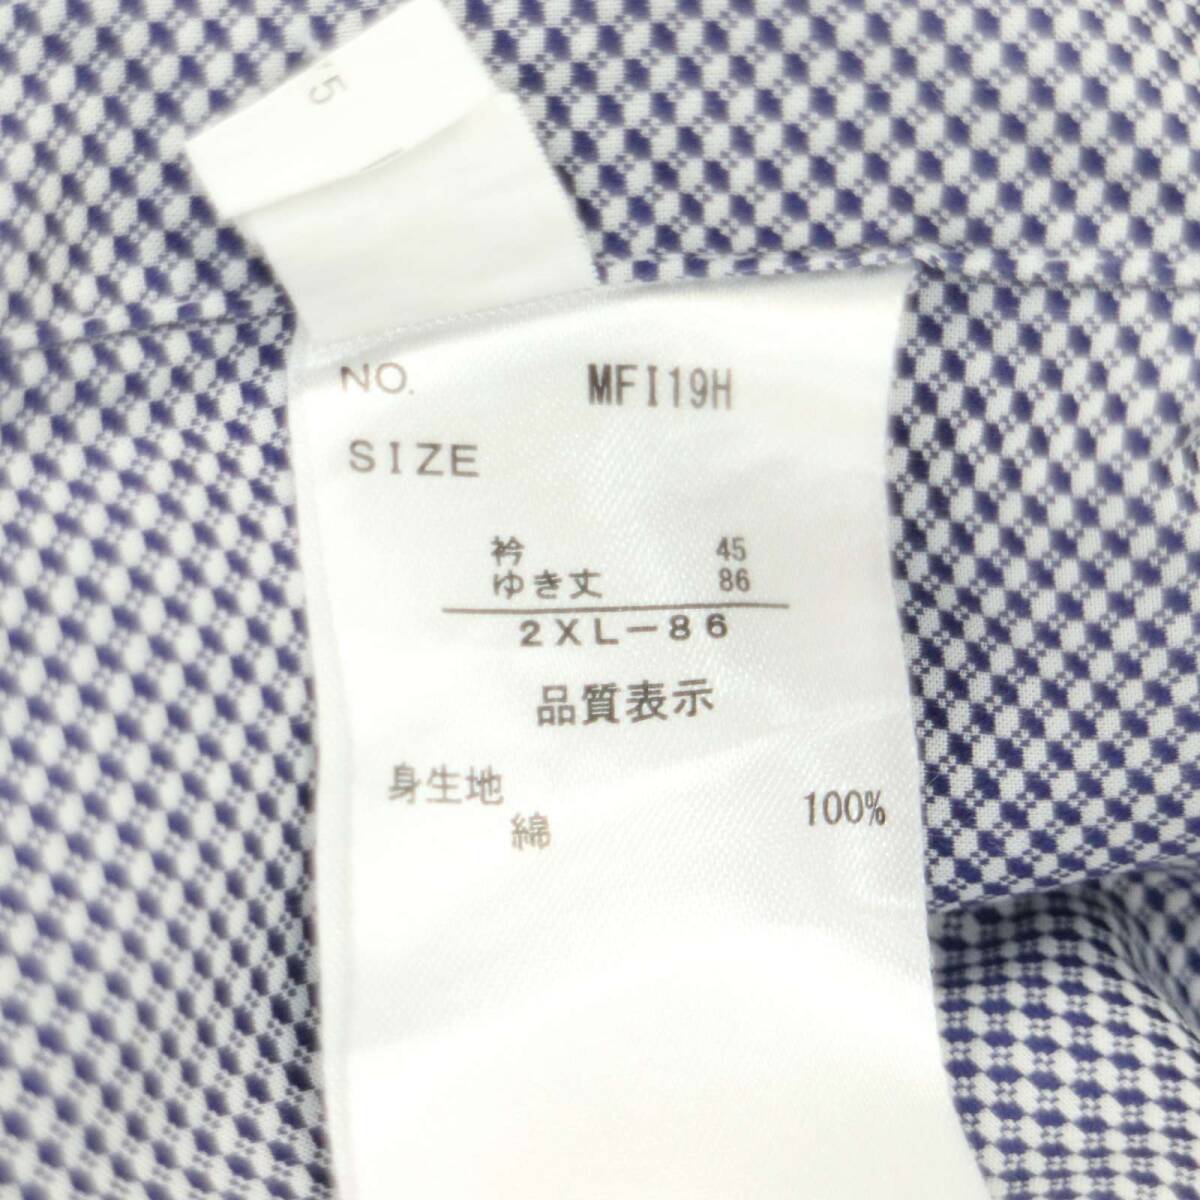 NO. MFI19H
SIZE
衿 45
ゆき丈 86
2XL-86
品質表示
身生地
綿 100%